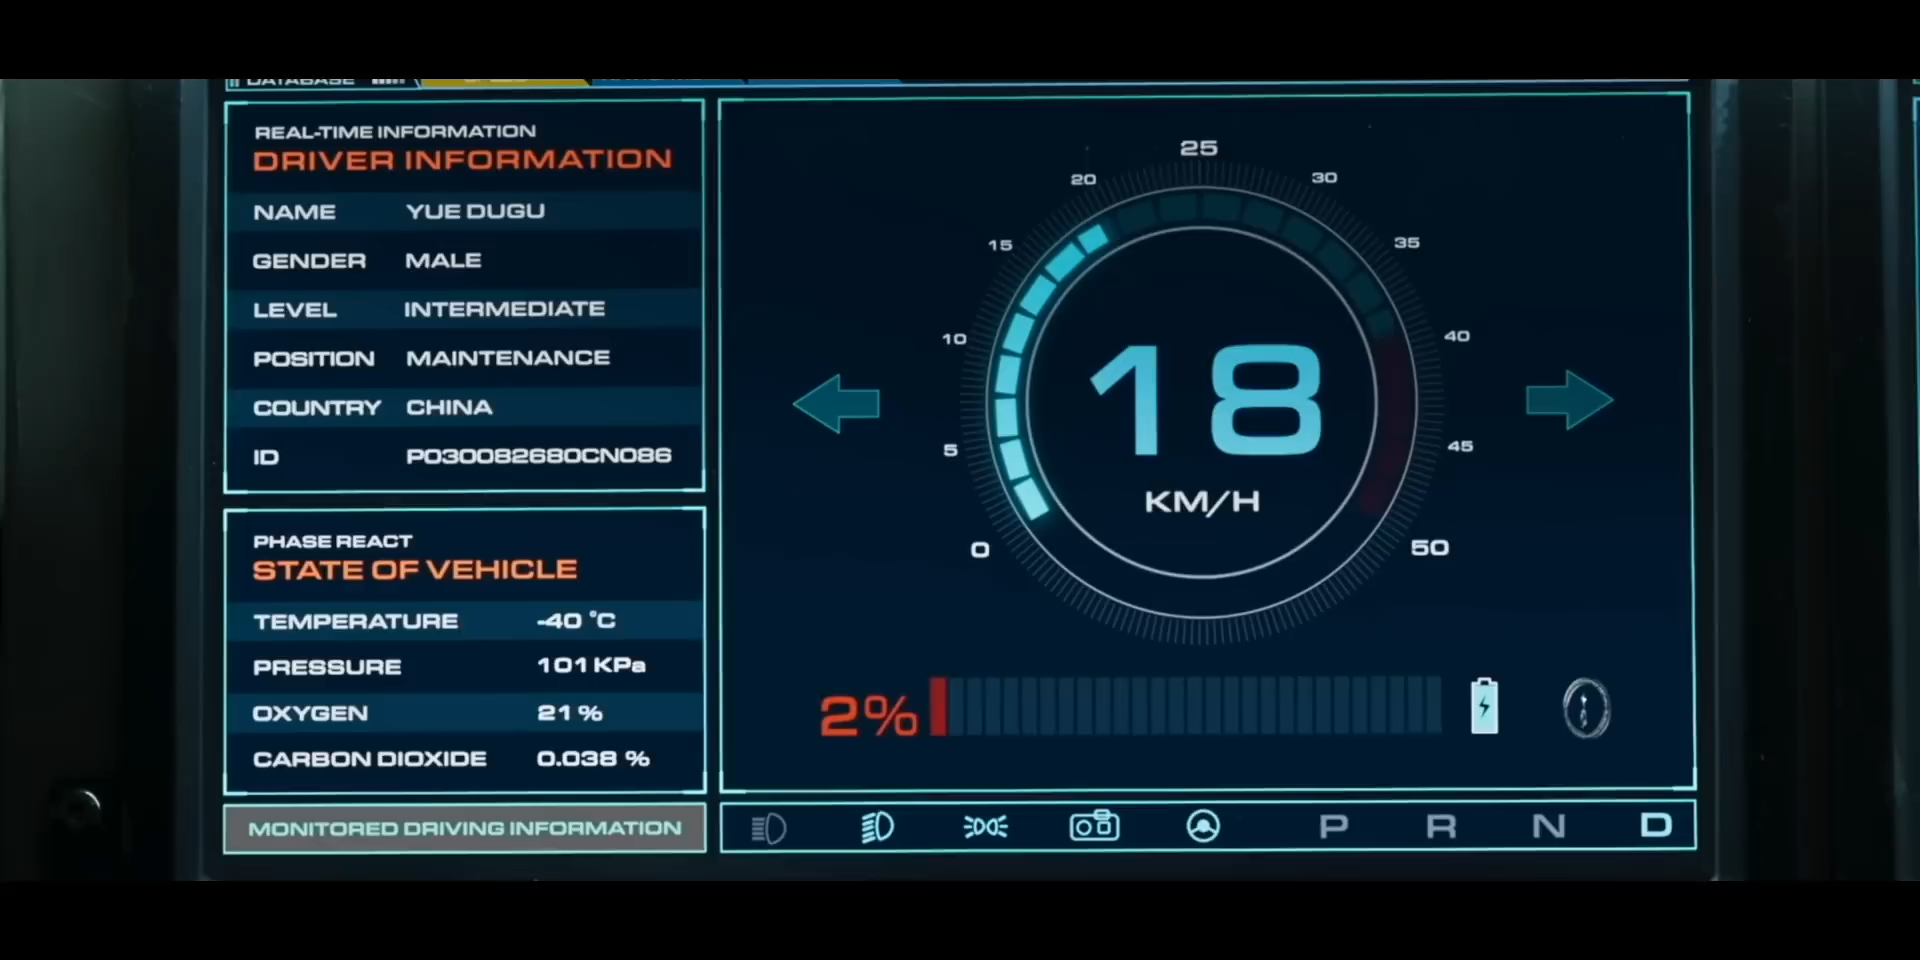 DATABASE
REAL-TIME INFORMATION
DRIVER INFORMATION
NAME YUE DUGU
GENDER MALE
LEVEL INTERMEDIATE
POSITION MAINTENANCE
COUNTRY CHINA
ID P030082680CN086
PHASE REACT
STATE OF VEHICLE
TEMPERATURE -40 °C
PRESSURE 101 KPa
OXYGEN 21 %
CARBON DIOXIDE 0.038 %
MONITORED DRIVING INFORMATION
0
5
10
15
20
25
30
35
40
45
50
18
KM/H
2%
P R N D